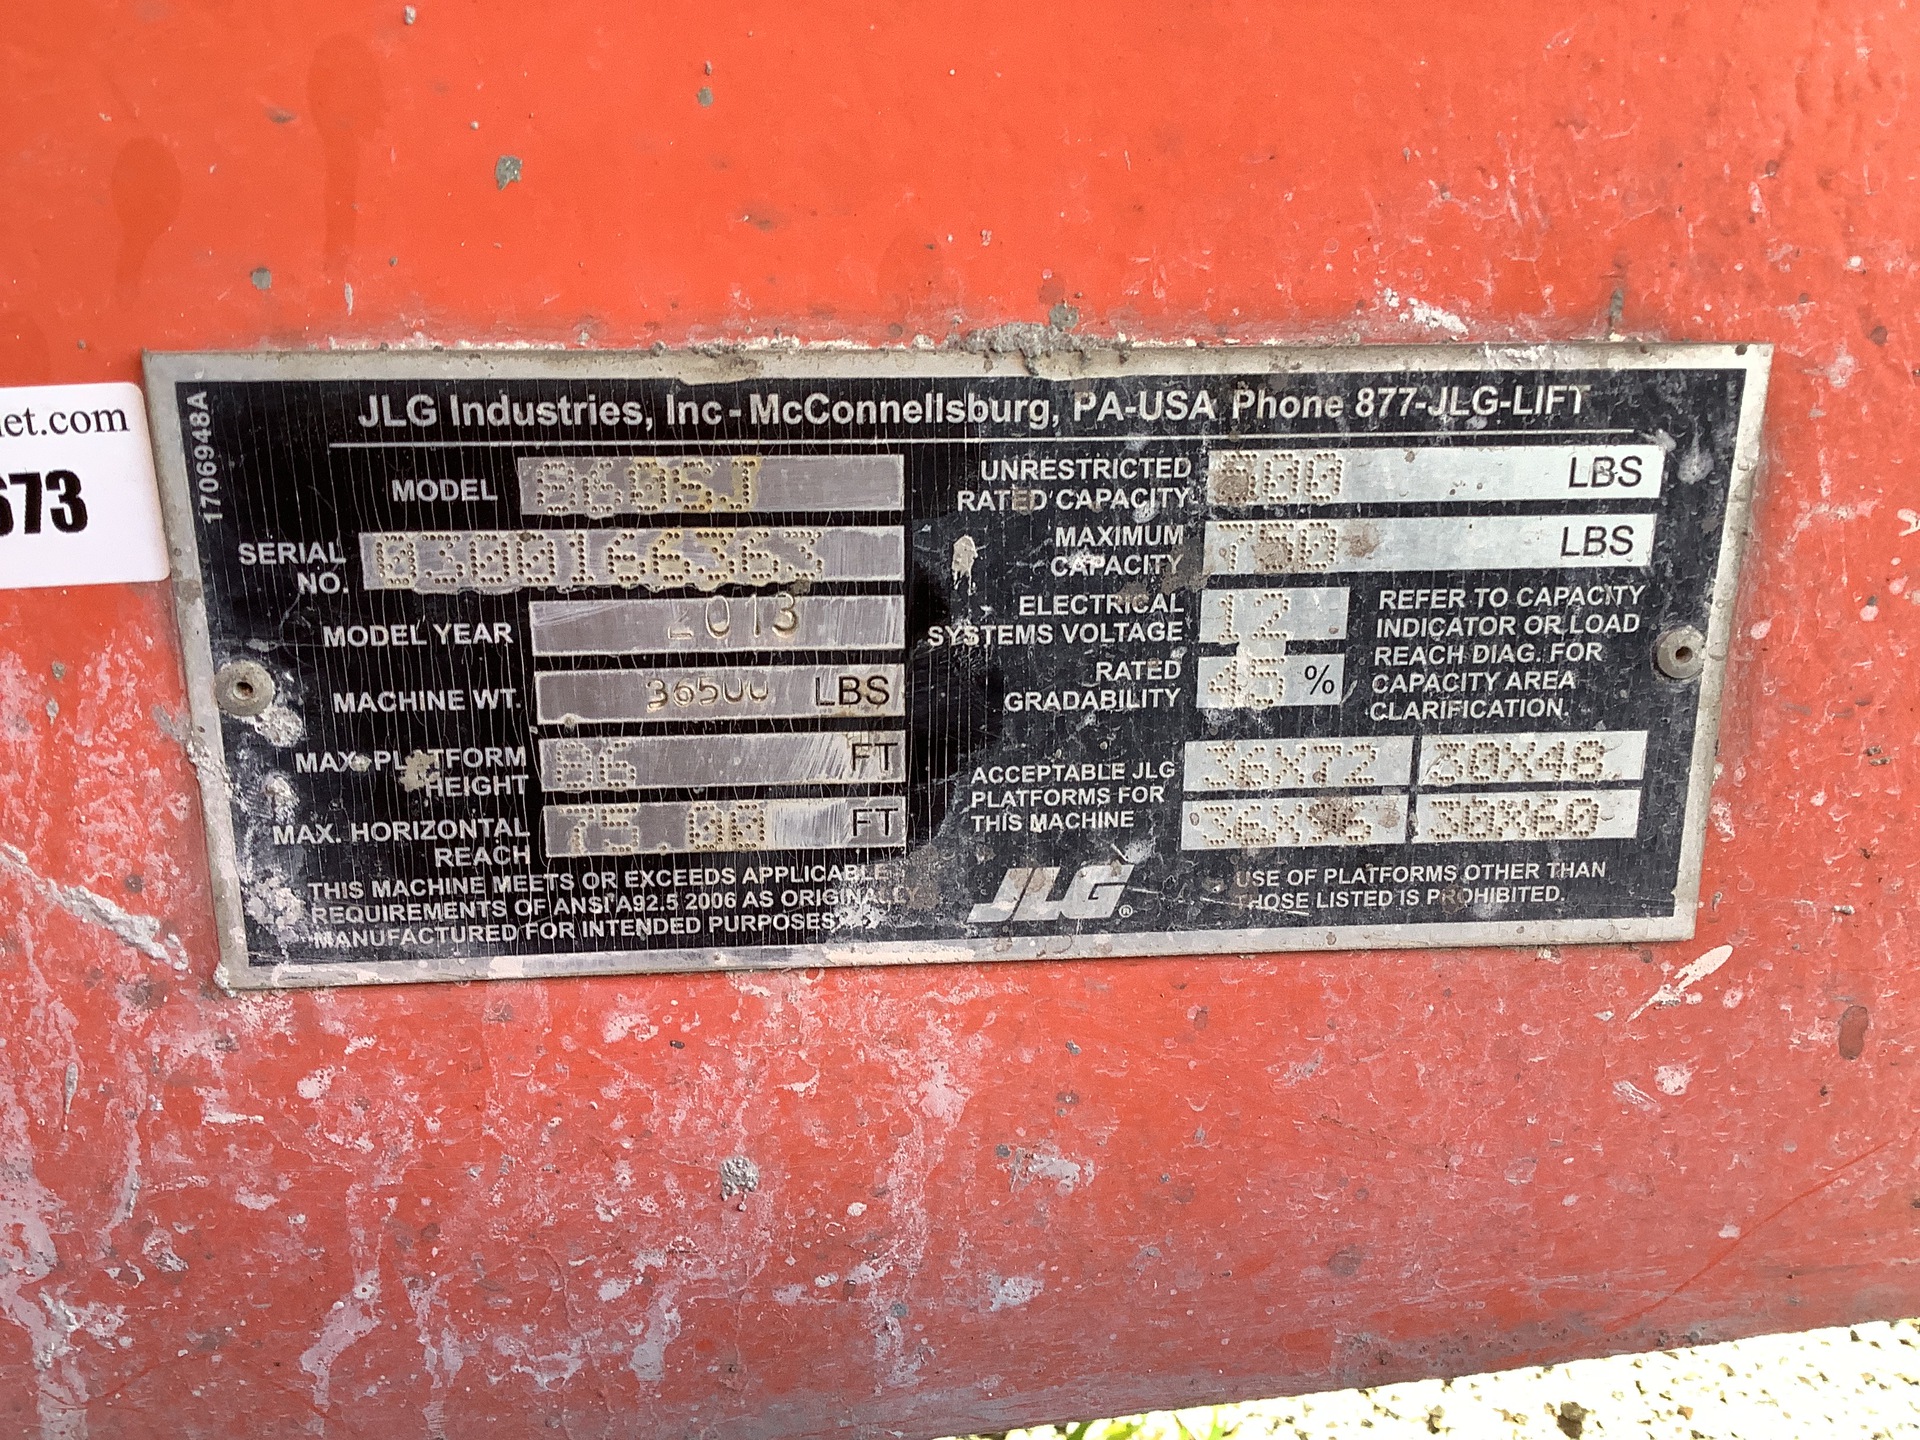 net.com
673
1706948A
JLG Industries, Inc - McConnellsburg, PA-USA Phone 877-JLG-LIFT
MODEL 860SJ
SERIAL NO. 0300166363
MODEL YEAR 2013
MACHINE WT. 36500 LBS
MAX. PLATFORM HEIGHT 86 FT
MAX. HORIZONTAL REACH 75.00 FT
THIS MACHINE MEETS OR EXCEEDS APPLICABLE
REQUIREMENTS OF ANSI A92.5 2006 AS ORIGINALLY
MANUFACTURED FOR INTENDED PURPOSES
UNRESTRICTED
RATED CAPACITY 500 LBS
MAXIMUM
CAPACITY 750 LBS
ELECTRICAL
SYSTEMS VOLTAGE 12
RATED
GRADABILITY 45 %
REFER TO CAPACITY
INDICATOR OR LOAD
REACH DIAG. FOR
CAPACITY AREA
CLARIFICATION.
ACCEPTABLE JLG
PLATFORMS FOR
THIS MACHINE
36X72 30X48
36X96 30X60
JLG®
USE OF PLATFORMS OTHER THAN
THOSE LISTED IS PROHIBITED.